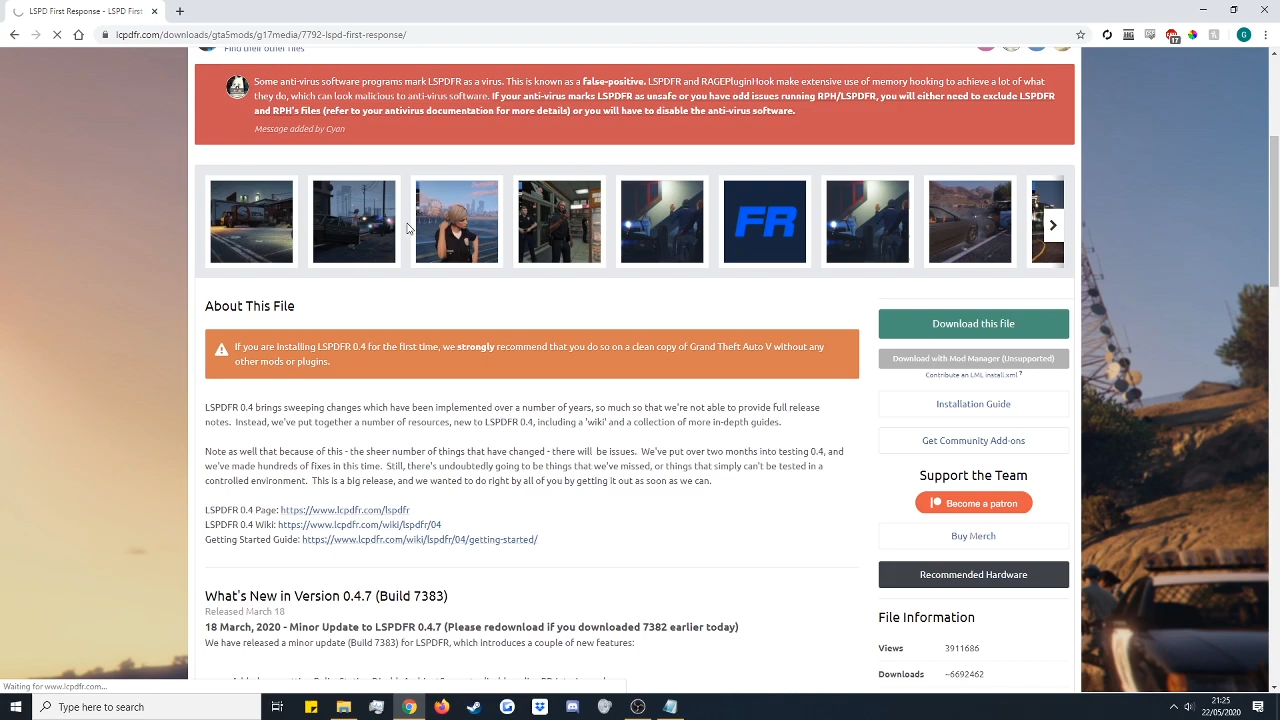 LSPD First Response - LSPD First
lcpdfr.com/downloads/gta5mods/g17media/7792-lspd-first-response/
17
G
Find their other files
Some anti-virus software programs mark LSPDFR as a virus. This is known as a false-positive. LSPDFR and RAGEPluginHook make extensive use of memory hooking to achieve a lot of what
they do, which can look malicious to anti-virus software. If your anti-virus marks LSPDFR as unsafe or you have odd issues running RPH/LSPDFR, you will either need to exclude LSPDFR
and RPH's files (refer to your antivirus documentation for more details) or you will have to disable the anti-virus software.
Message added by Cyan
FR
About This File
If you are installing LSPDFR 0.4 for the first time, we strongly recommend that you do so on a clean copy of Grand Theft Auto V without any
other mods or plugins.
LSPDFR 0.4 brings sweeping changes which have been implemented over a number of years, so much so that we're not able to provide full release
notes. Instead, we've put together a number of resources, new to LSPDFR 0.4, including a 'wiki' and a collection of more in-depth guides.
Note as well that because of this - the sheer number of things that have changed - there will be issues. We've put over two months into testing 0.4, and
we've made hundreds of fixes in this time. Still, there's undoubtedly going to be things that we've missed, or things that simply can't be tested in a
controlled environment. This is a big release, and we wanted to do right by all of you by getting it out as soon as we can.
LSPDFR 0.4 Page: https://www.lcpdfr.com/lspdfr
LSPDFR 0.4 Wiki: https://www.lcpdfr.com/wiki/lspdfr/04
Getting Started Guide: https://www.lcpdfr.com/wiki/lspdfr/04/getting-started/
What's New in Version 0.4.7 (Build 7383)
Released March 18
18 March, 2020 - Minor Update to LSPDFR 0.4.7 (Please redownload if you downloaded 7382 earlier today)
We have released a minor update (Build 7383) for LSPDFR, which introduces a couple of new features:
Download this file
Download with Mod Manager (Unsupported)
Contribute an LML install.xml ?
Installation Guide
Get Community Add-ons
Support the Team
Become a patron
Buy Merch
Recommended Hardware
File Information
Views 3911686
Downloads ~6692462
Waiting for www.lcpdfr.com...
Type here to search
21:25
22/05/2020